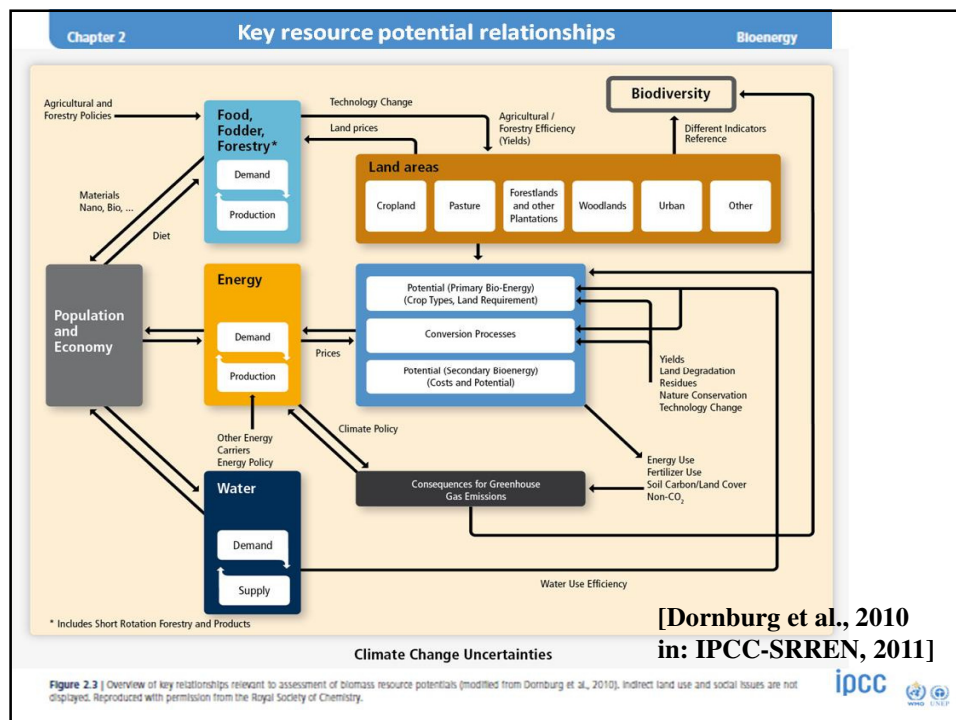 Chapter 2
Key resource potential relationships
Bioenergy
Agricultural and
Forestry Policies
Food,
Fodder,
Forestry*
Demand
Production
Technology Change
Land prices
Agricultural /
Forestry Efficiency
(Yields)
Biodiversity
Different Indicators
Reference
Land areas
Cropland
Pasture
Forestlands
and other
Plantations
Woodlands
Urban
Other
Materials
Nano, Bio, ...
Diet
Population
and
Economy
Energy
Demand
Production
Prices
Potential (Primary Bio-Energy)
(Crop Types, Land Requirement)
Conversion Processes
Potential (Secondary Bioenergy)
(Costs and Potential)
Yields
Land Degradation
Residues
Nature Conservation
Technology Change
Other Energy
Carriers
Energy Policy
Climate Policy
Consequences for Greenhouse
Gas Emissions
Energy Use
Fertilizer Use
Soil Carbon/Land Cover
Non-CO₂
Water
Demand
Supply
Water Use Efficiency
* Includes Short Rotation Forestry and Products
[Dornburg et al., 2010
in: IPCC-SRREN, 2011]
Climate Change Uncertainties
Figure 2.3 | Overview of key relationships relevant to assessment of biomass resource potentials (modified from Dornburg et al., 2010). Indirect land use and social issues are not
displayed. Reproduced with permission from the Royal Society of Chemistry.
ipcc
WMO
UNEP